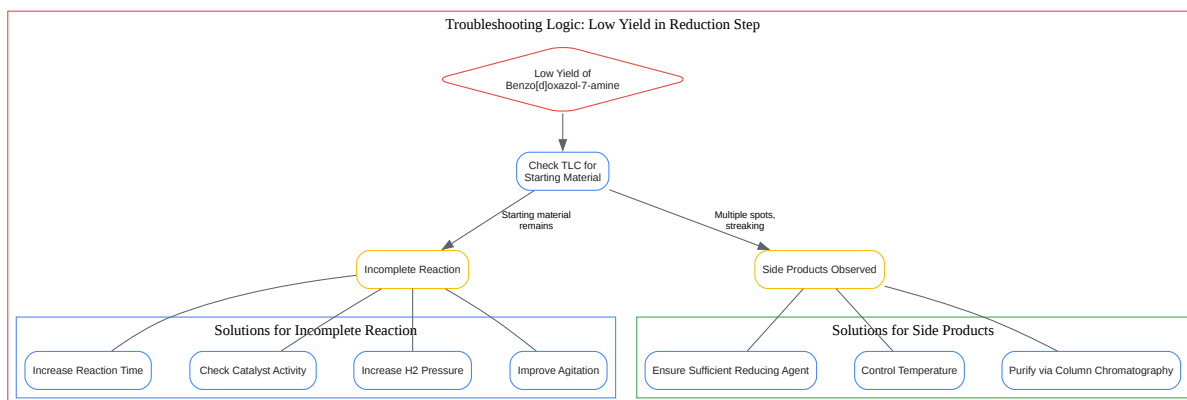 Troubleshooting Logic: Low Yield in Reduction Step
Low Yield of
Benzo[d]oxazol-7-amine
Check TLC for
Starting Material
Starting material
remains
Multiple spots,
streaking
Incomplete Reaction
Side Products Observed
Solutions for Incomplete Reaction
Increase Reaction Time
Check Catalyst Activity
Increase H2 Pressure
Improve Agitation
Solutions for Side Products
Ensure Sufficient Reducing Agent
Control Temperature
Purify via Column Chromatography